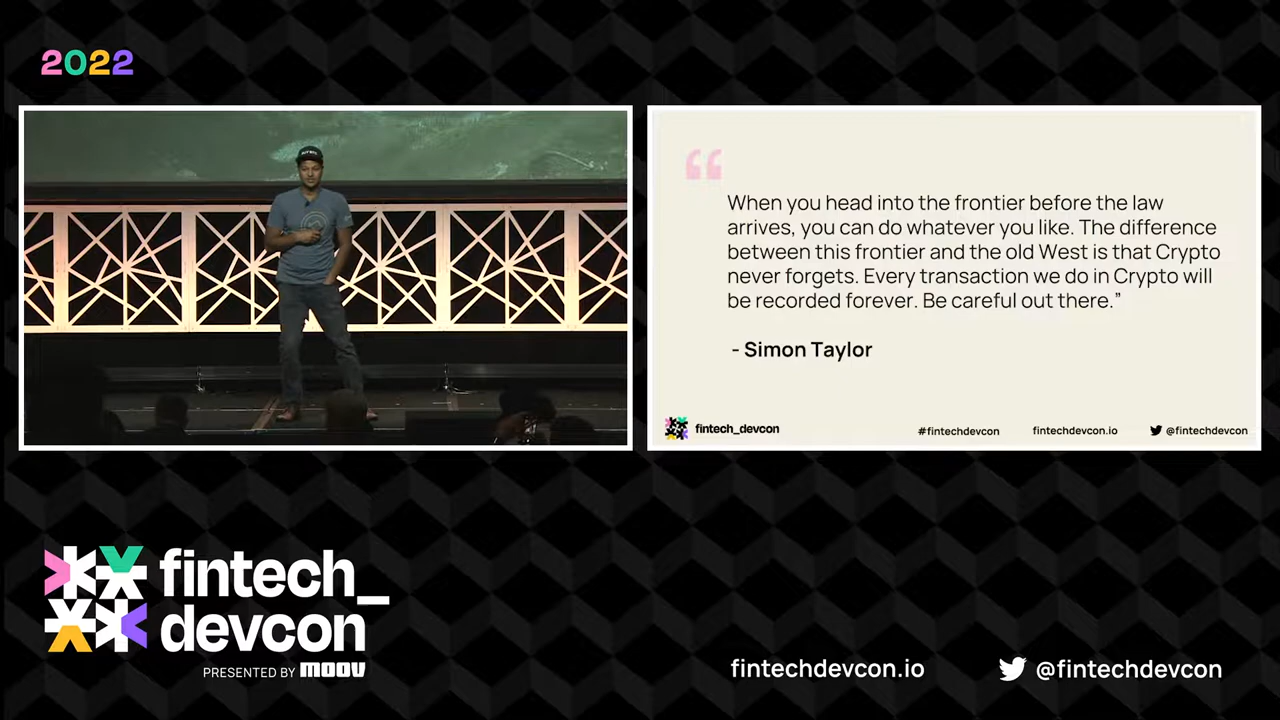 2022
“
When you head into the frontier before the law
arrives, you can do whatever you like. The difference
between this frontier and the old West is that Crypto
never forgets. Every transaction we do in Crypto will
be recorded forever. Be careful out there.”
- Simon Taylor
fintech_devcon
#fintechdevcon
fintechdevcon.io
@fintechdevcon
fintech_
devcon
PRESENTED BY MOOV
fintechdevcon.io
@fintechdevcon